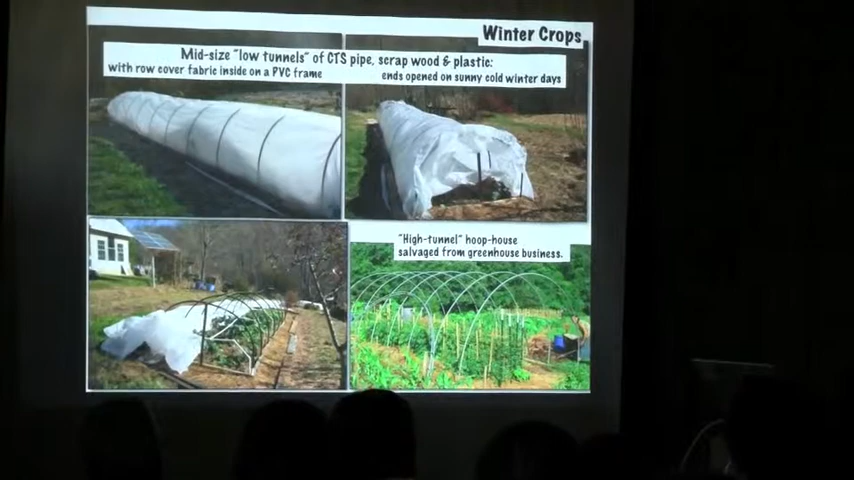 Winter Crops
Mid-size "low tunnels" of CTS pipe, scrap wood & plastic:
with row cover fabric inside on a PVC frame
ends opened on sunny cold winter days
"High-tunnel" hoop-house
salvaged from greenhouse business.